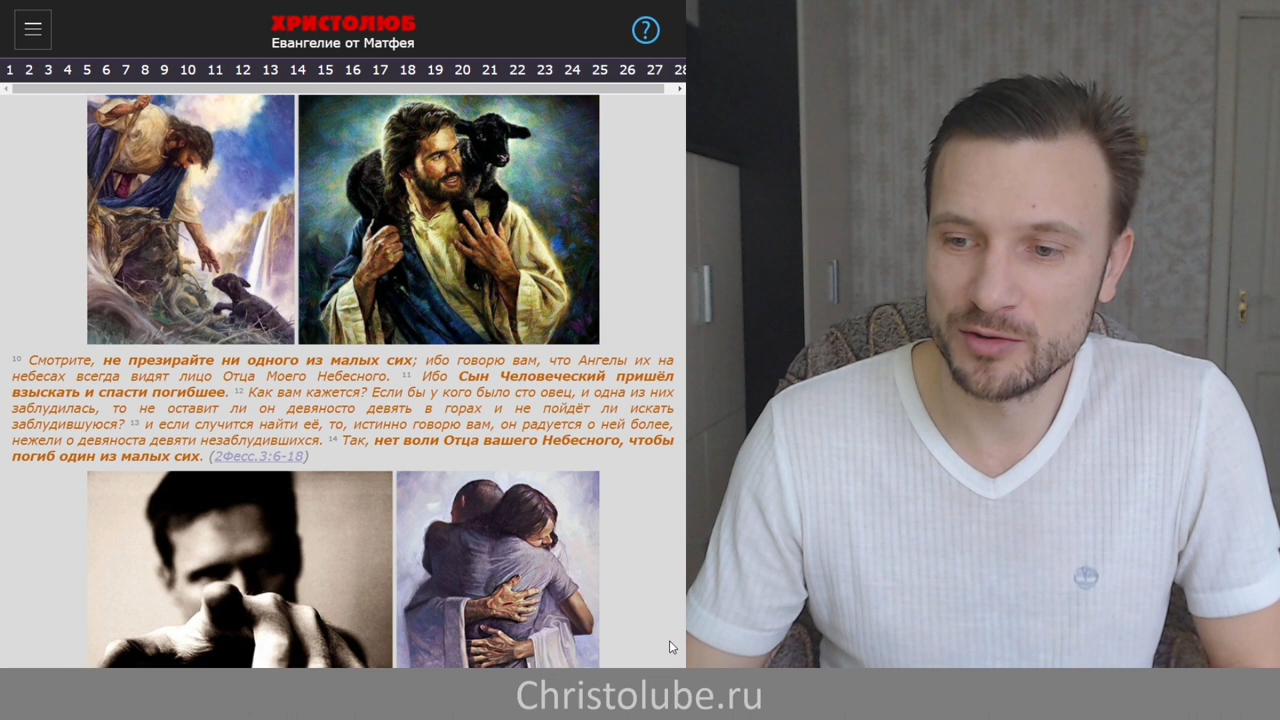 ХРИСТОЛЮБ
Евангелие от Матфея
?
1 2 3 4 5 6 7 8 9 10 11 12 13 14 15 16 17 18 19 20 21 22 23 24 25 26 27 28
10 Смотрите, не презирайте ни одного из малых сих; ибо говорю вам, что Ангелы их на
небесах всегда видят лицо Отца Моего Небесного. 11 Ибо Сын Человеческий пришёл
взыскать и спасти погибшее. 12 Как вам кажется? Если бы у кого было сто овец, и одна из них
заблудилась, то не оставит ли он девяносто девять в горах и не пойдёт ли искать
заблудившуюся? 13 и если случится найти её, то, истинно говорю вам, он радуется о ней более,
нежели о девяноста девяти незаблудившихся. 14 Так, нет воли Отца вашего Небесного, чтобы
погиб один из малых сих. (2Фесс.3:6-18)
Christolube.ru